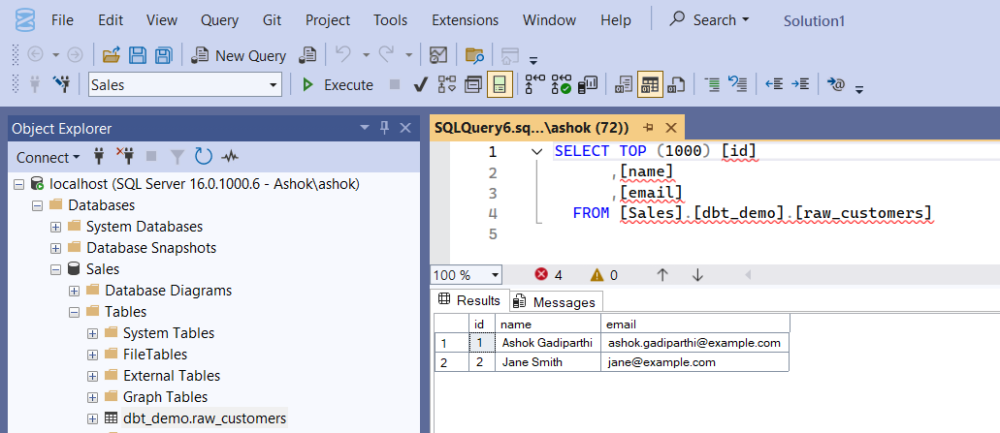 File Edit View Query Git Project Tools Extensions Window Help Search Solution1
New Query
Sales Execute
Object Explorer
Connect
localhost (SQL Server 16.0.1000.6 - Ashok\ashok)
Databases
System Databases
Database Snapshots
Sales
Database Diagrams
Tables
System Tables
FileTables
External Tables
Graph Tables
dbt_demo.raw_customers
SQLQuery6.sq...\ashok (72))
1 SELECT TOP (1000) [id]
2 ,[name]
3 ,[email]
4 FROM [Sales].[dbt_demo].[raw_customers]
5
100 % 4 0
Results Messages
id name email
1 1 Ashok Gadiparthi ashok.gadiparthi@example.com
2 2 Jane Smith jane@example.com